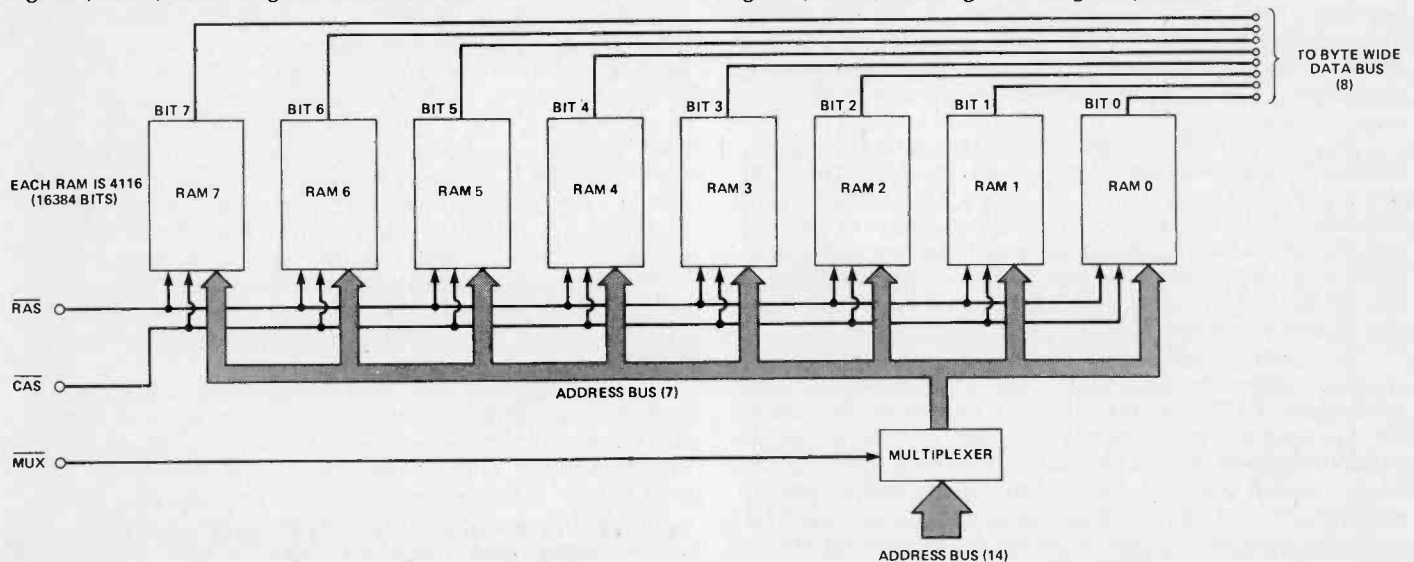 TO BYTE WIDE
DATA BUS
(8)
BIT 7
BIT 6
BIT 5
BIT 4
BIT 3
BIT 2
BIT 1
BIT 0
EACH RAM IS 4116
(16384 BITS)
RAM 7
RAM 6
RAM 5
RAM 4
RAM 3
RAM 2
RAM 1
RAM 0
RAS
CAS
ADDRESS BUS (7)
MUX
MULTIPLEXER
ADDRESS BUS (14)